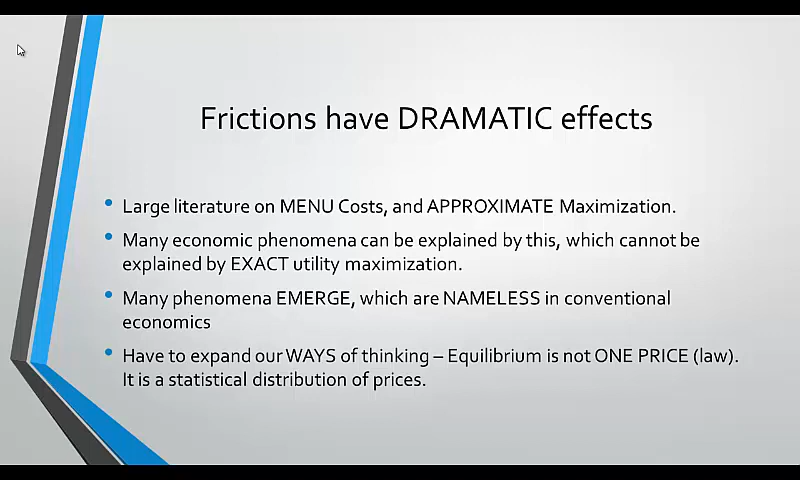 Frictions have DRAMATIC effects
• Large literature on MENU Costs, and APPROXIMATE Maximization.
• Many economic phenomena can be explained by this, which cannot be
explained by EXACT utility maximization.
• Many phenomena EMERGE, which are NAMELESS in conventional
economics
• Have to expand our WAYS of thinking – Equilibrium is not ONE PRICE (law).
It is a statistical distribution of prices.